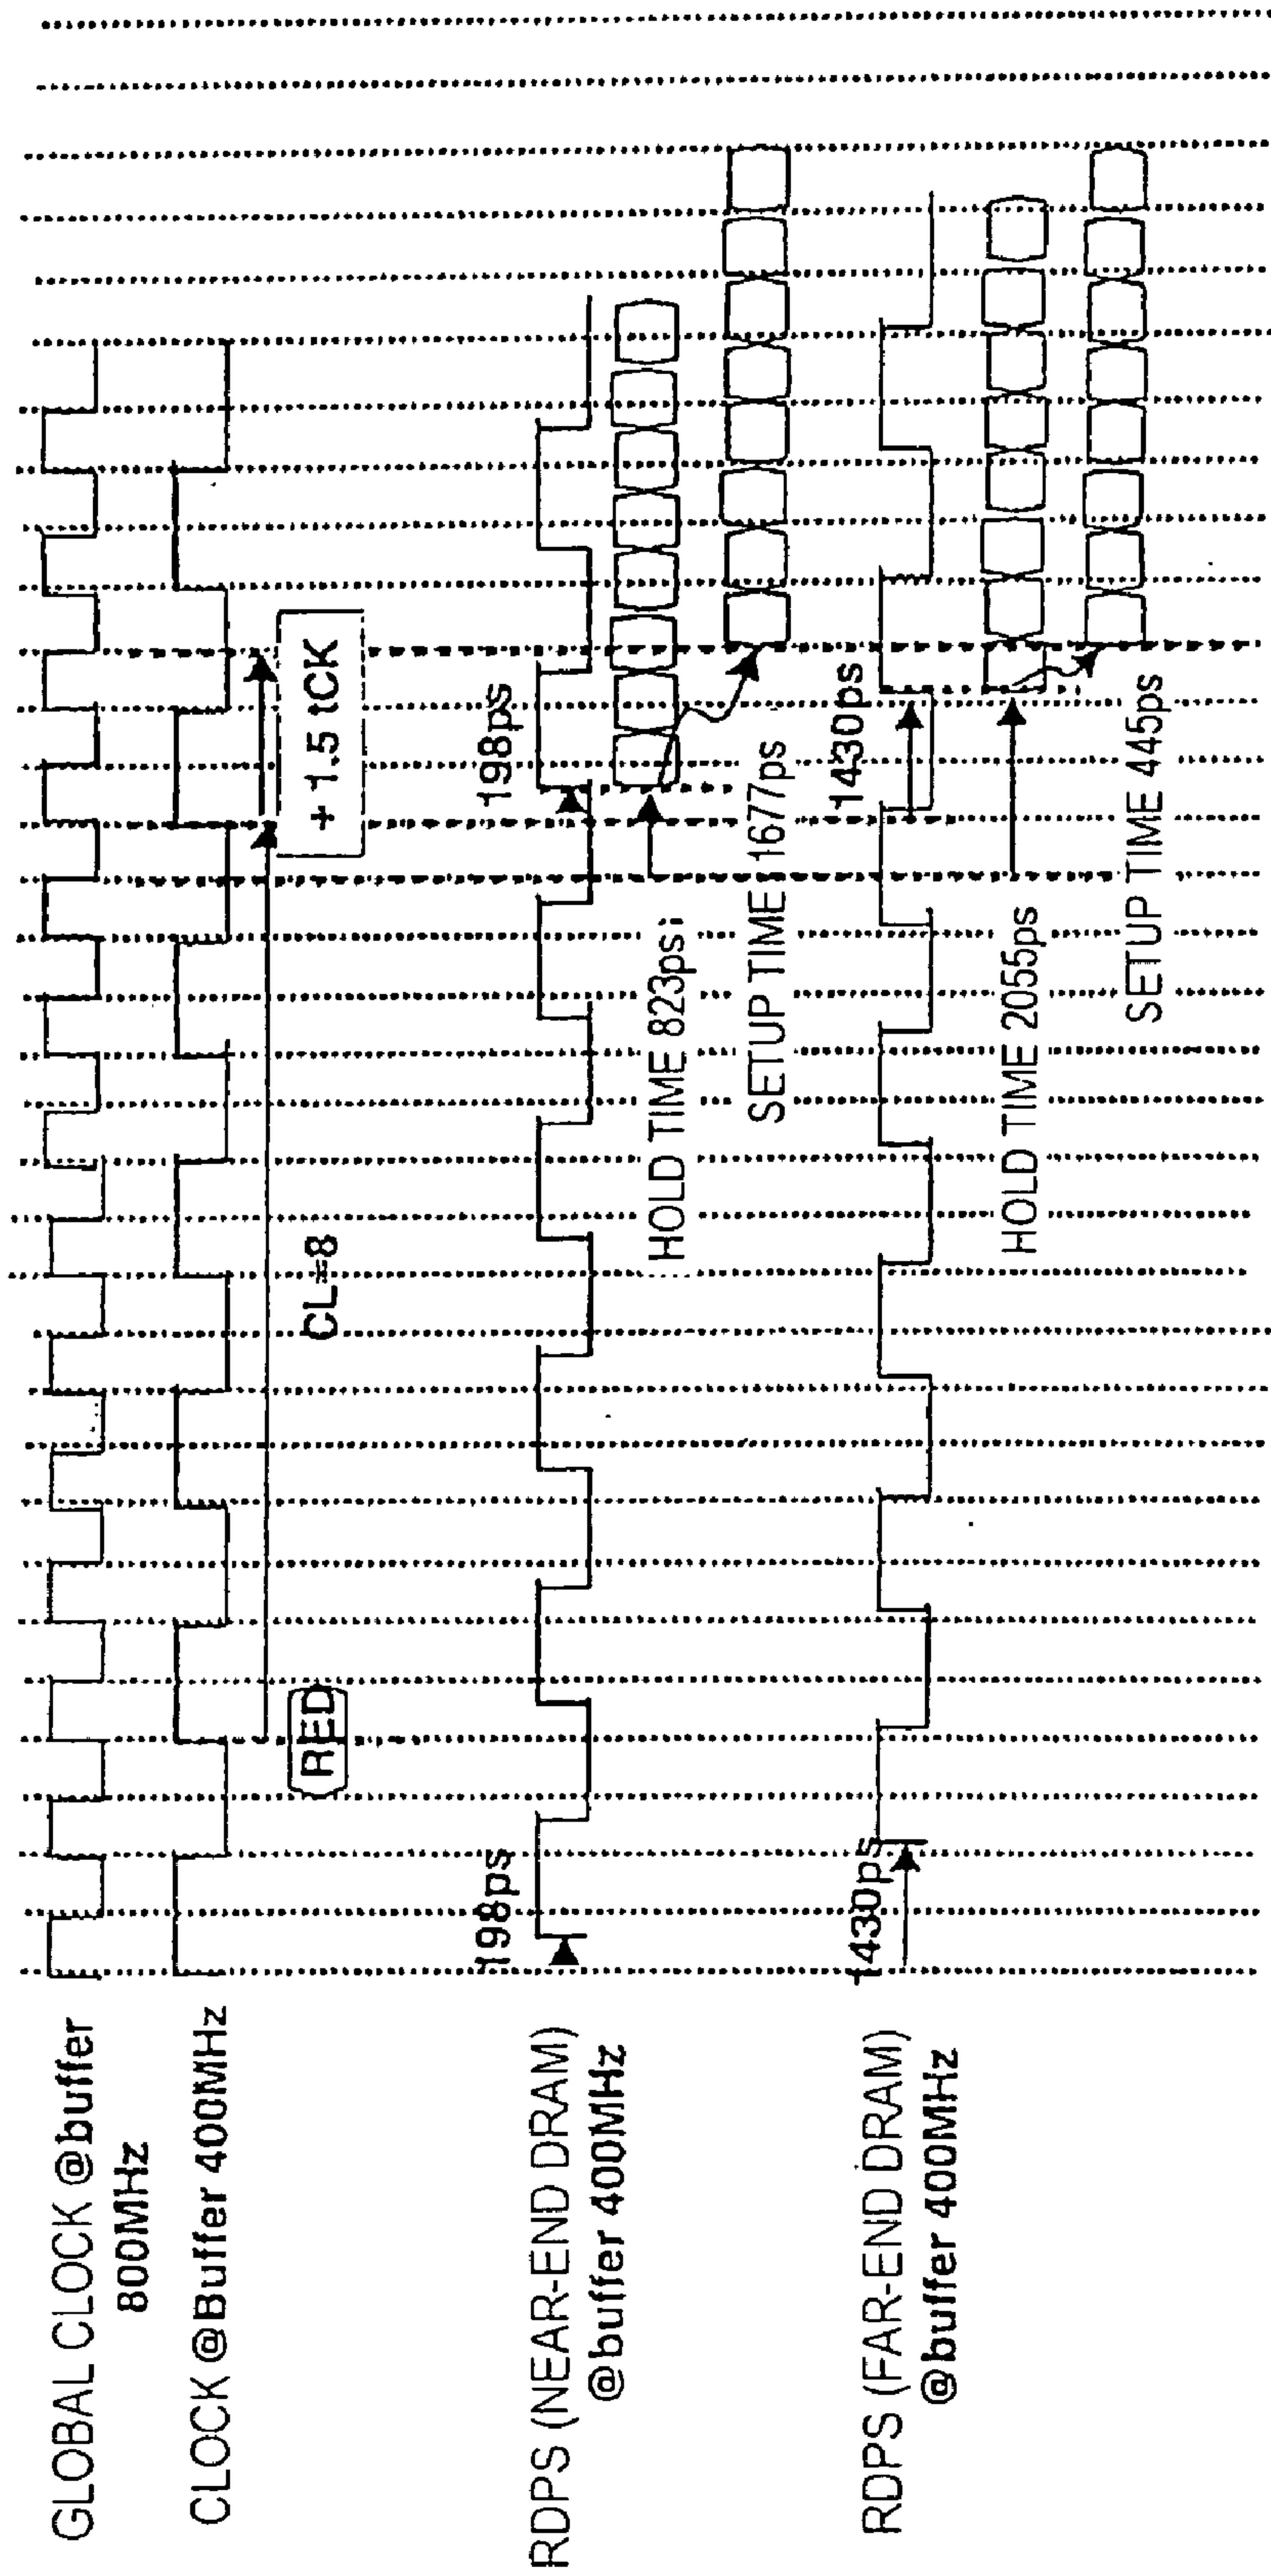 GLOBAL CLOCK @buffer
800MHz
CLOCK @Buffer 400MHz
RED
CL=8
+ 1.5 tCK
RDPS (NEAR-END DRAM)
@buffer 400MHz
198ps
198ps
HOLD TIME 823ps
SETUP TIME 1677ps
RDPS (FAR-END DRAM)
@buffer 400MHz
1430ps
1430ps
HOLD TIME 2055ps
SETUP TIME 445ps